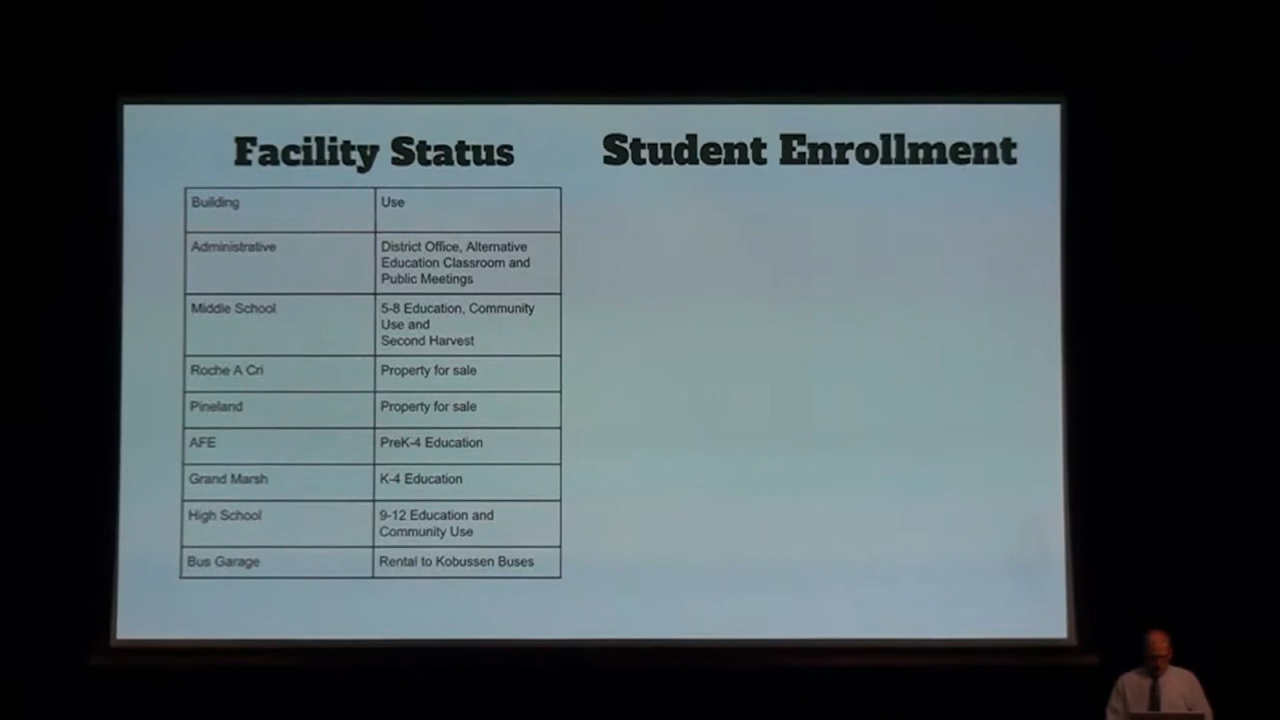 Facility Status
Student Enrollment
Building
Use
Administrative
District Office, Alternative
Education Classroom and
Public Meetings
Middle School
5-8 Education, Community
Use and
Second Harvest
Roche A Cri
Property for sale
Pineland
Property for sale
AFE
PreK-4 Education
Grand Marsh
K-4 Education
High School
9-12 Education and
Community Use
Bus Garage
Rental to Kobussen Buses